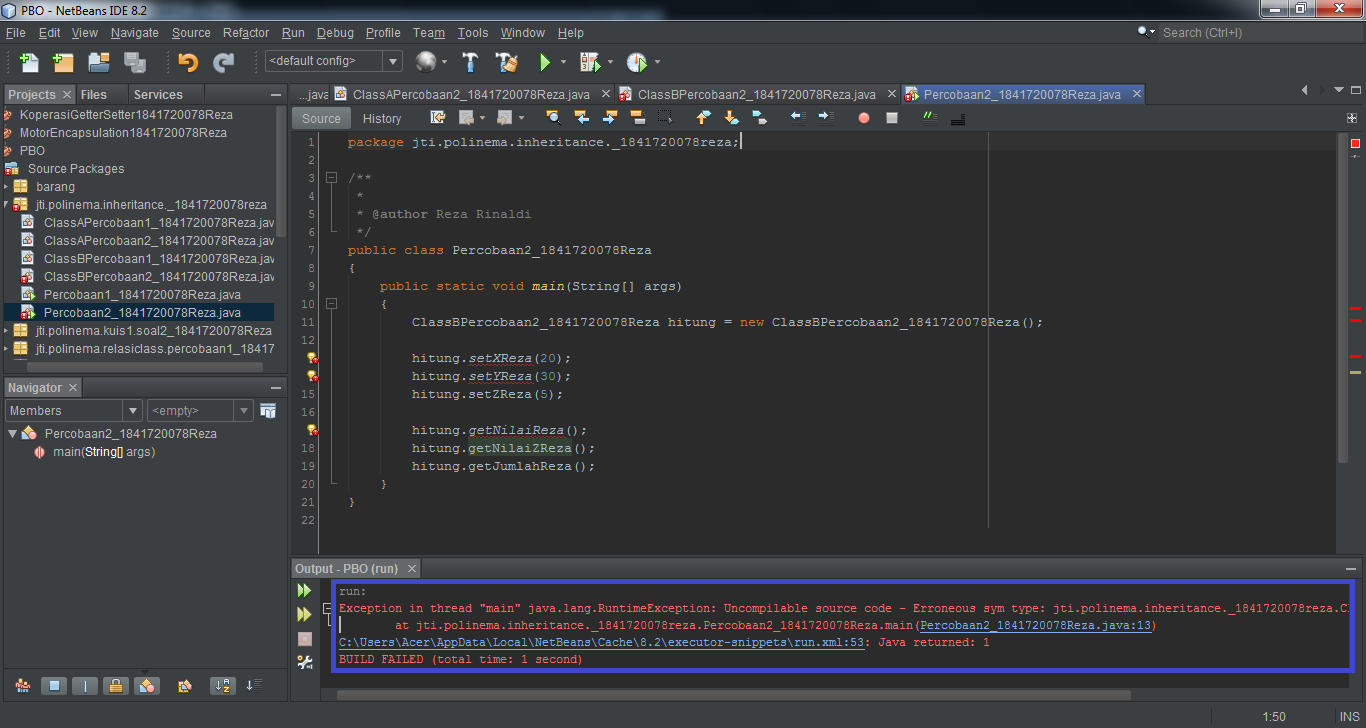 PBO - NetBeans IDE 8.2
File Edit View Navigate Source Refactor Run Debug Profile Team Tools Window Help
Search (Ctrl+I)
<default config>
Projects Files Services
KoperasiGetterSetter1841720078Reza
MotorEncapsulation1841720078Reza
PBO
Source Packages
barang
jti.polinema.inheritance._1841720078reza
ClassAPercobaan1_1841720078Reza.jav
ClassAPercobaan2_1841720078Reza.jav
ClassBPercobaan1_1841720078Reza.jav
ClassBPercobaan2_1841720078Reza.jav
Percobaan1_1841720078Reza.java
Percobaan2_1841720078Reza.java
jti.polinema.kuis1.soal2_1841720078Reza
jti.polinema.relasiclass.percobaan1_18417
Navigator
Members <empty>
Percobaan2_1841720078Reza
main(String[] args)
...java ClassAPercobaan2_1841720078Reza.java ClassBPercobaan2_1841720078Reza.java Percobaan2_1841720078Reza.java
Source History
1 package jti.polinema.inheritance._1841720078reza;
2
3 /**
4 *
5 * @author Reza Rinaldi
6 */
7 public class Percobaan2_1841720078Reza
8 {
9 public static void main(String[] args)
10 {
11 ClassBPercobaan2_1841720078Reza hitung = new ClassBPercobaan2_1841720078Reza();
12
hitung.setXReza(20);
hitung.setYReza(30);
15 hitung.setZReza(5);
16
hitung.getNilaiReza();
18 hitung.getNilaiZReza();
19 hitung.getJumlahReza();
20 }
21 }
22
Output - PBO (run)
run:
Exception in thread "main" java.lang.RuntimeException: Uncompilable source code - Erroneous sym type: jti.polinema.inheritance._1841720078reza.Cl
at jti.polinema.inheritance._1841720078reza.Percobaan2_1841720078Reza.main(Percobaan2_1841720078Reza.java:13)
C:\Users\Acer\AppData\Local\NetBeans\Cache\8.2\executor-snippets\run.xml:53: Java returned: 1
BUILD FAILED (total time: 1 second)
1:50 INS